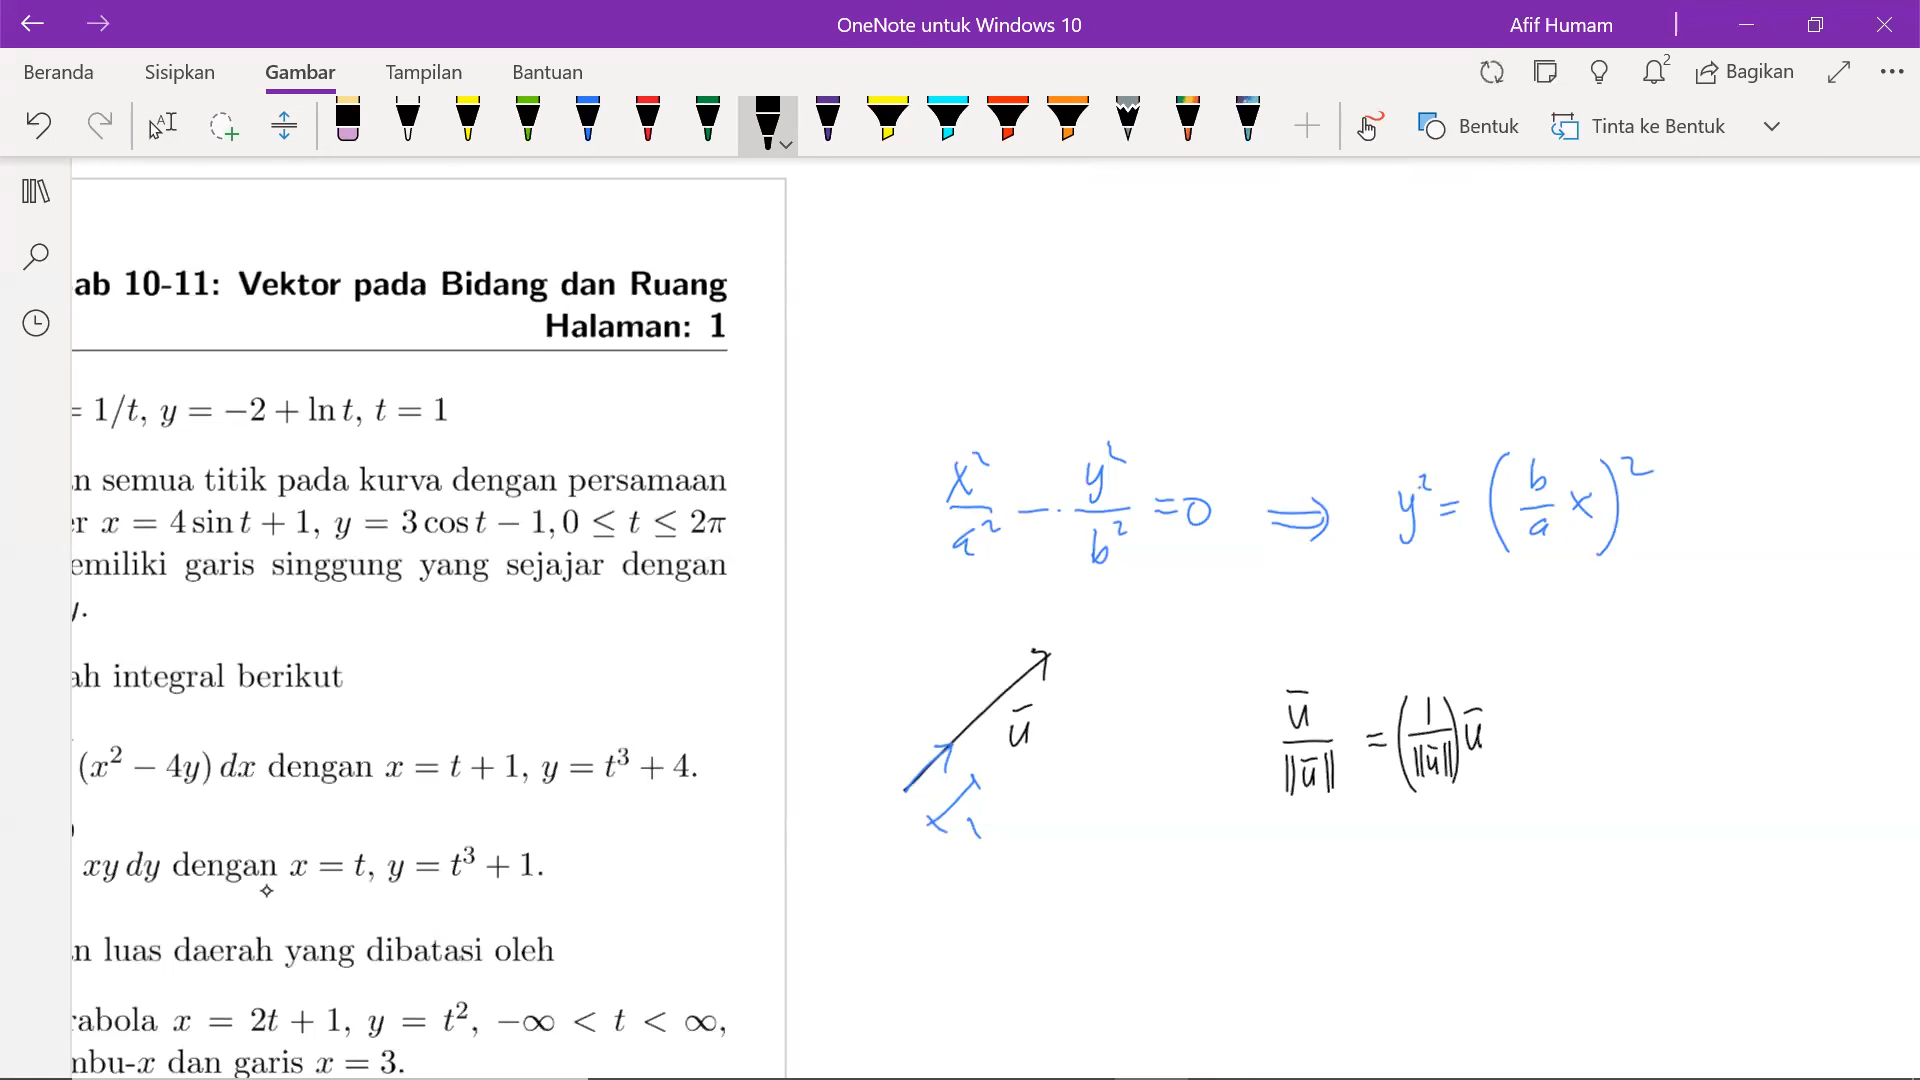 OneNote untuk Windows 10
Afif Humam
Beranda Sisipkan Gambar Tampilan Bantuan
2
Bagikan
Bentuk
Tinta ke Bentuk
ab 10-11: Vektor pada Bidang dan Ruang
Halaman: 1
= 1/t, y = −2 + ln t, t = 1
n semua titik pada kurva dengan persamaan
er x = 4 sin t + 1, y = 3 cos t − 1, 0 ≤ t ≤ 2π
emiliki garis singgung yang sejajar dengan
y.
ah integral berikut
(x² − 4y) dx dengan x = t + 1, y = t³ + 4.
xy dy dengan x = t, y = t³ + 1.
n luas daerah yang dibatasi oleh
rabola x = 2t + 1, y = t², −∞ < t < ∞,
mbu-x dan garis x = 3.
x²/a² − y²/b² = 0 ⟹ y² = (b/a x)²
ū
ū/‖ū‖ = (1/‖ū‖) ū